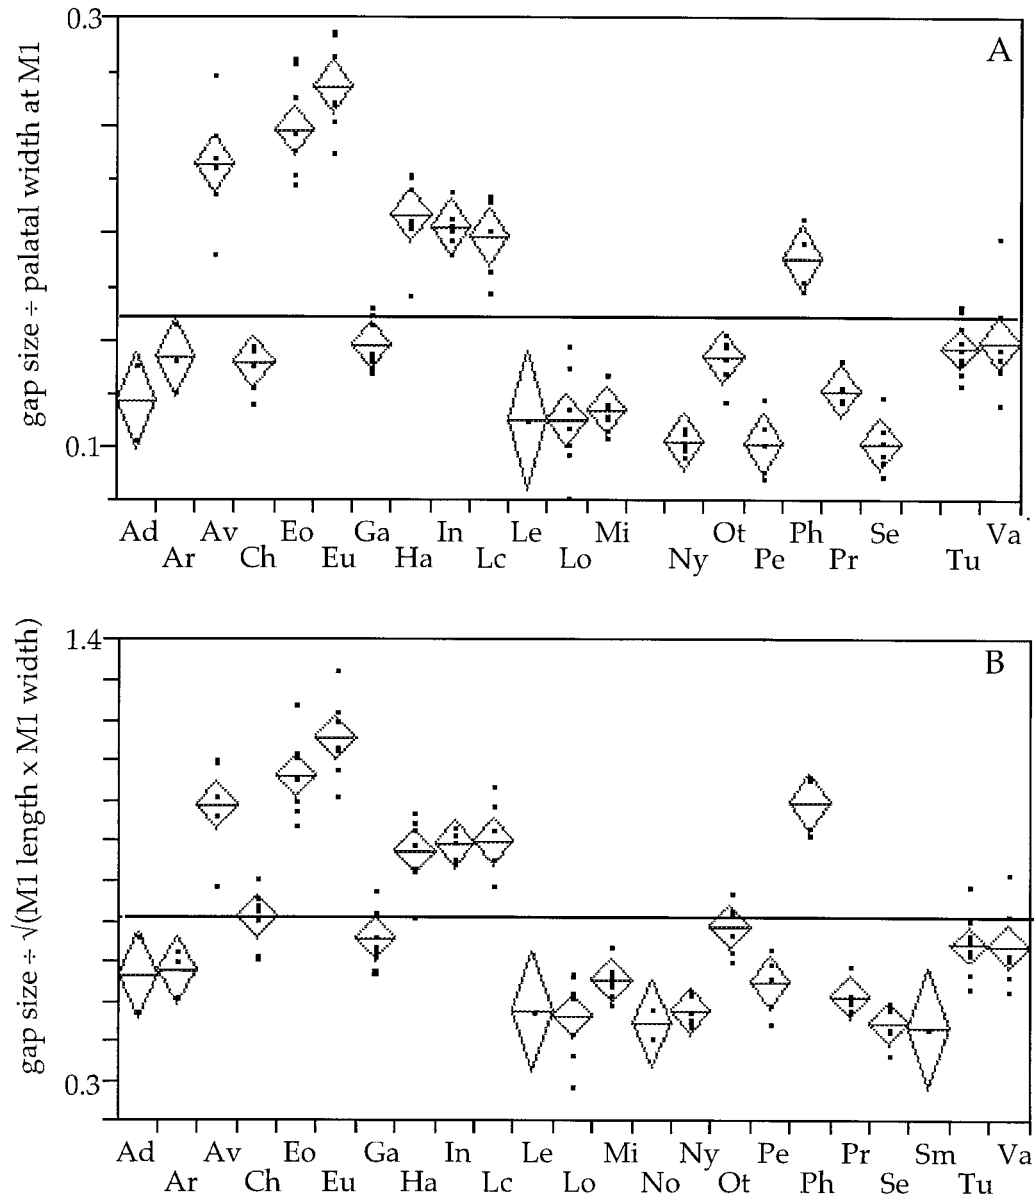 0.3
A
gap size ÷ palatal width at M1
0.1
Ad Av Eo Ga In Le Mi Ot Ph Se Va
Ar Ch Eu Ha Lc Lo Ny Pe Pr Tu
1.4
B
gap size ÷ √(M1 length x M1 width)
0.3
Ad Av Eo Ga In Le Mi Ny Pe Pr Sm Va
Ar Ch Eu Ha Lc Lo No Ot Ph Se Tu